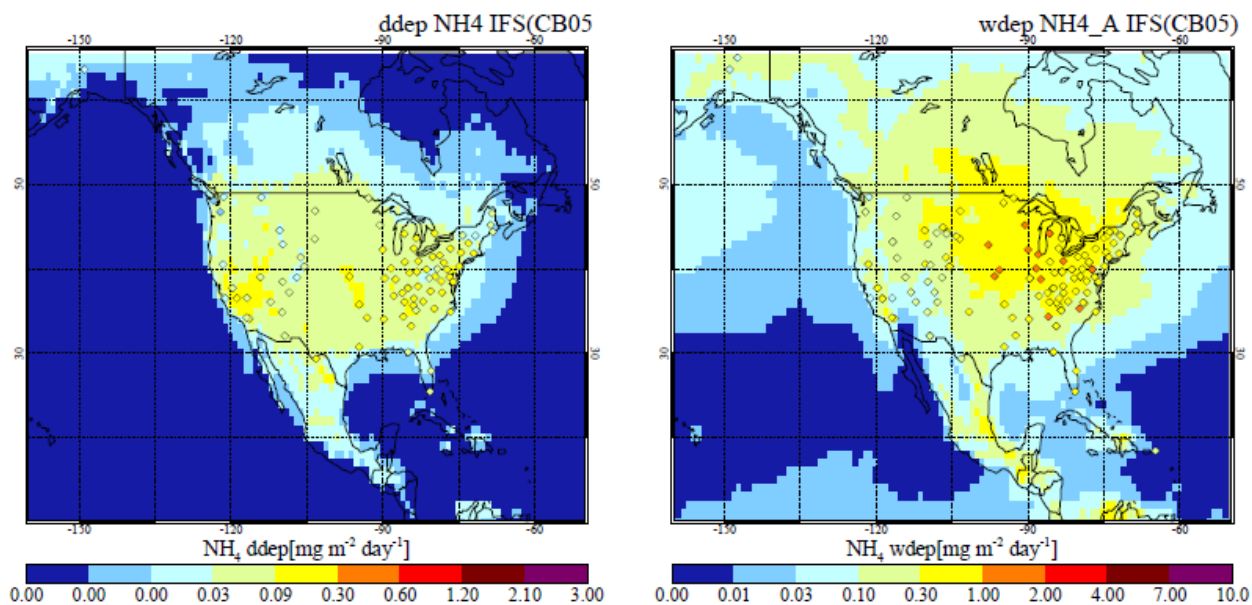 ddep NH4 IFS(CB05
-150 -120 -90 -60
50 50
30 30
-150 -120 -90 -60
NH₄ ddep[mg m⁻² day⁻¹]
0.00 0.00 0.00 0.03 0.09 0.30 0.60 1.20 2.10 3.00
wdep NH4_A IFS(CB05)
-150 -120 -90 -60
50 50
30 30
-150 -120 -90 -60
NH₄ wdep[mg m⁻² day⁻¹]
0.00 0.01 0.03 0.10 0.30 1.00 2.00 4.00 7.00 10.0